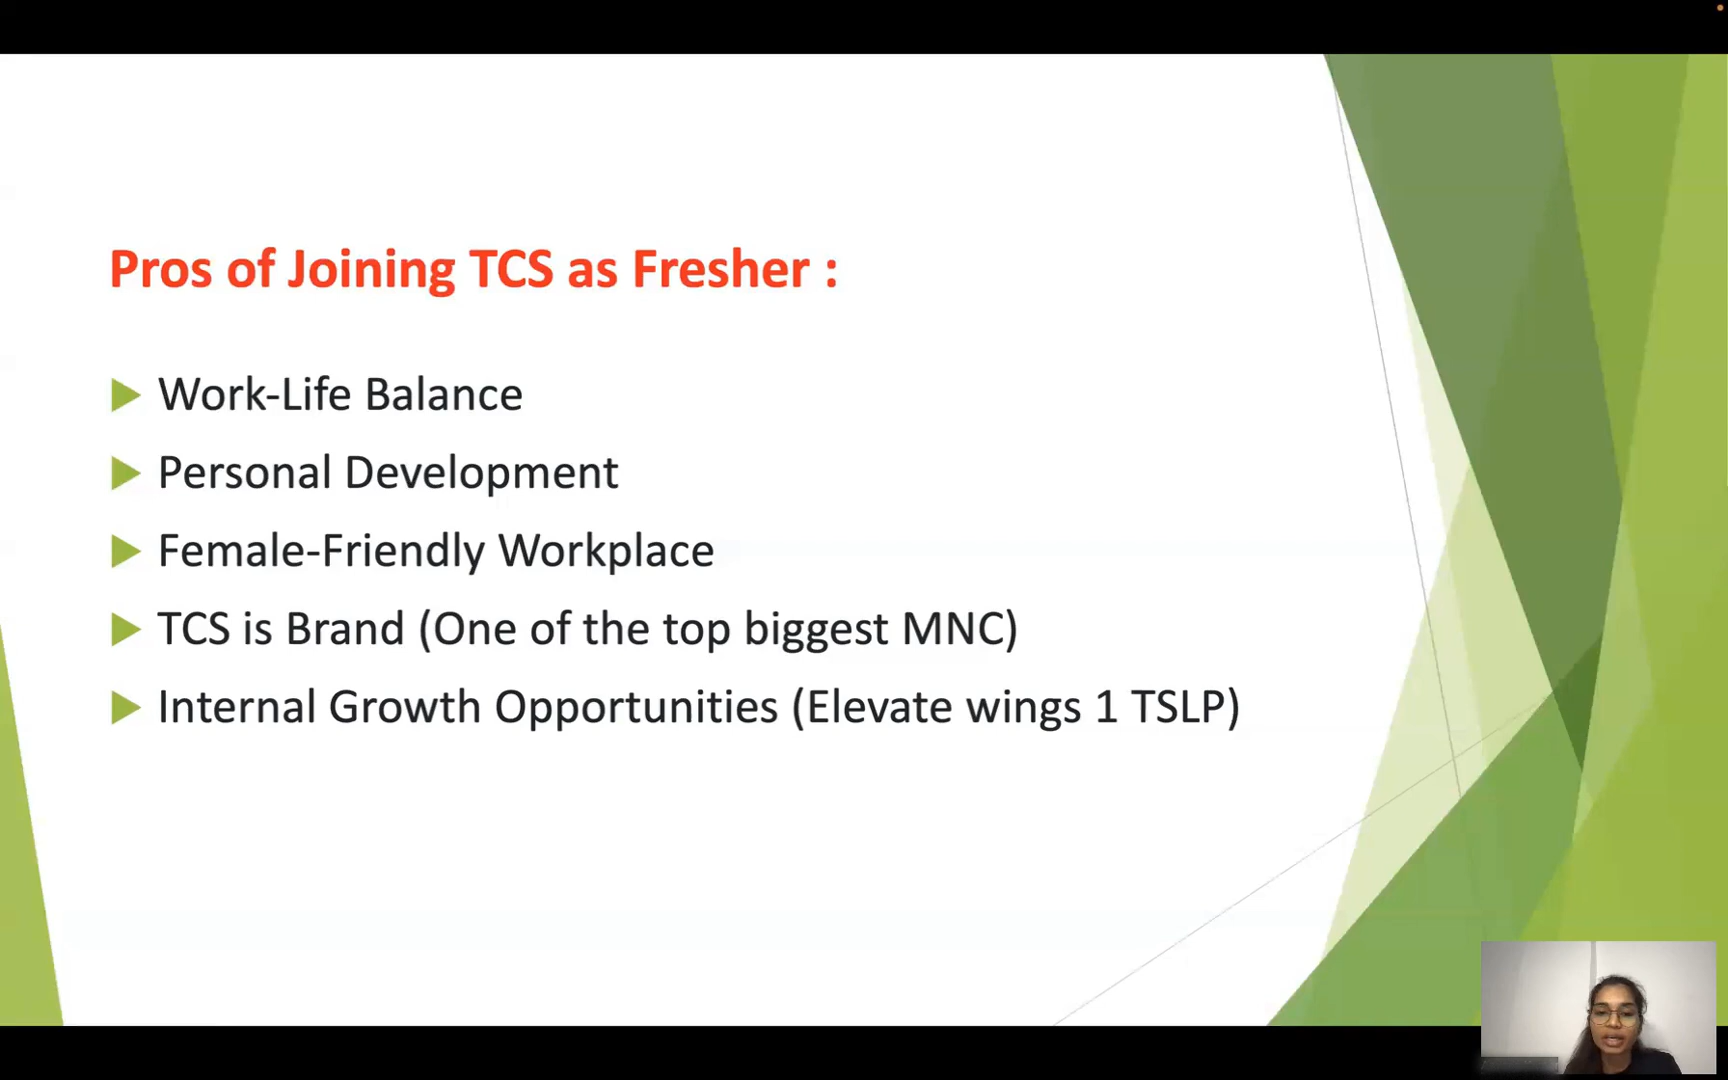 Pros of Joining TCS as Fresher :
Work-Life Balance
Personal Development
Female-Friendly Workplace
TCS is Brand (One of the top biggest MNC)
Internal Growth Opportunities (Elevate wings 1 TSLP)